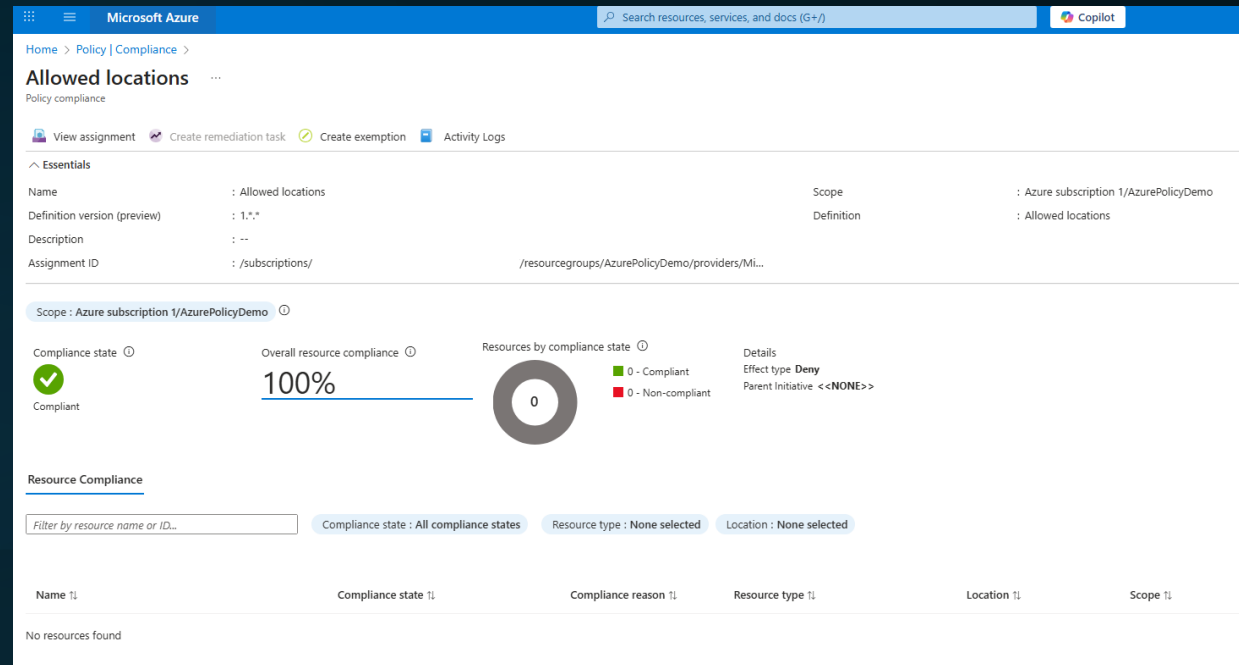 Microsoft Azure
Search resources, services, and docs (G+/)
Copilot
Home > Policy | Compliance >
Allowed locations ...
Policy compliance
View assignment Create remediation task Create exemption Activity Logs
Essentials
Name : Allowed locations Scope : Azure subscription 1/AzurePolicyDemo
Definition version (preview) : 1.*.* Definition : Allowed locations
Description : --
Assignment ID : /subscriptions/ /resourcegroups/AzurePolicyDemo/providers/Mi...
Scope : Azure subscription 1/AzurePolicyDemo
Compliance state Overall resource compliance Resources by compliance state Details
100% 0 0 - Compliant Effect type Deny
Compliant 0 - Non-compliant Parent Initiative <<NONE>>
Resource Compliance
Filter by resource name or ID... Compliance state : All compliance states Resource type : None selected Location : None selected
Name Compliance state Compliance reason Resource type Location Scope
No resources found